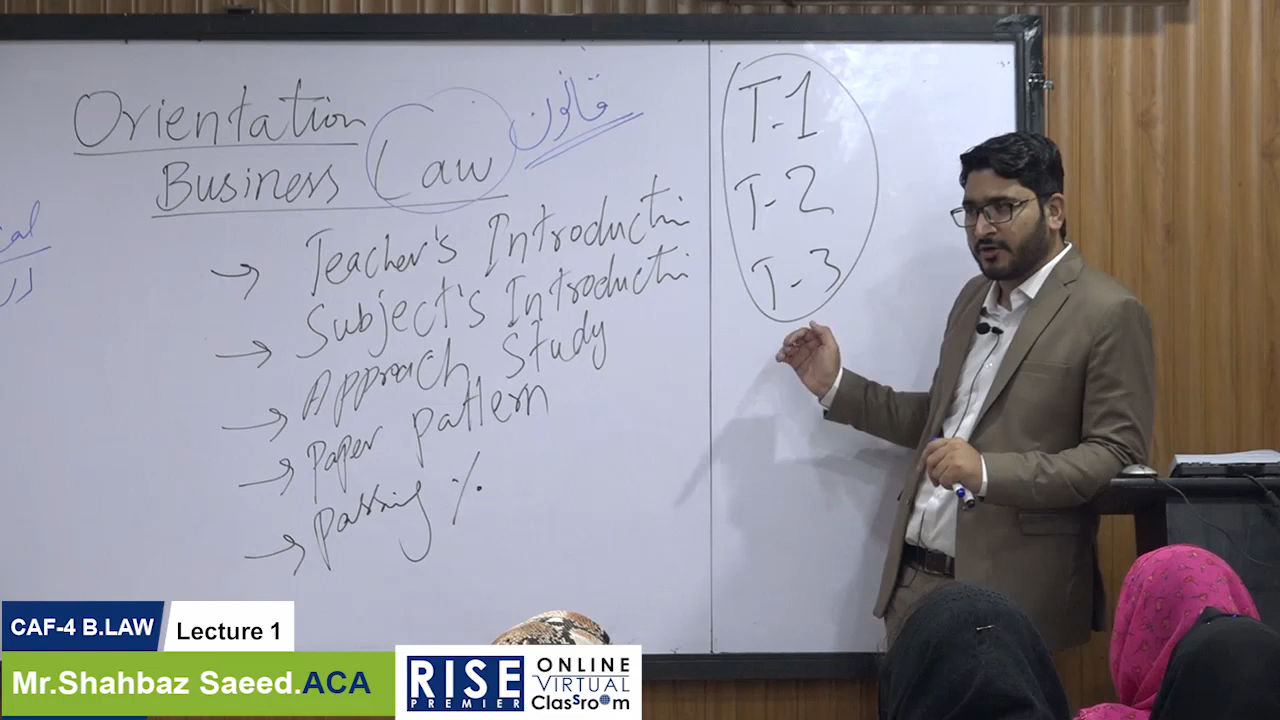 Orientation
Business Law قانون
→ Teacher's Introducti
→ Subject's Introducti
→ Approach Study
→ Paper pattern
→ Passing %
T-1
T-2
T-3
CAF-4 B.LAW
Lecture 1
Mr.Shahbaz Saeed.ACA
RISE
PREMIER
ONLINE
VIRTUAL
Classroom